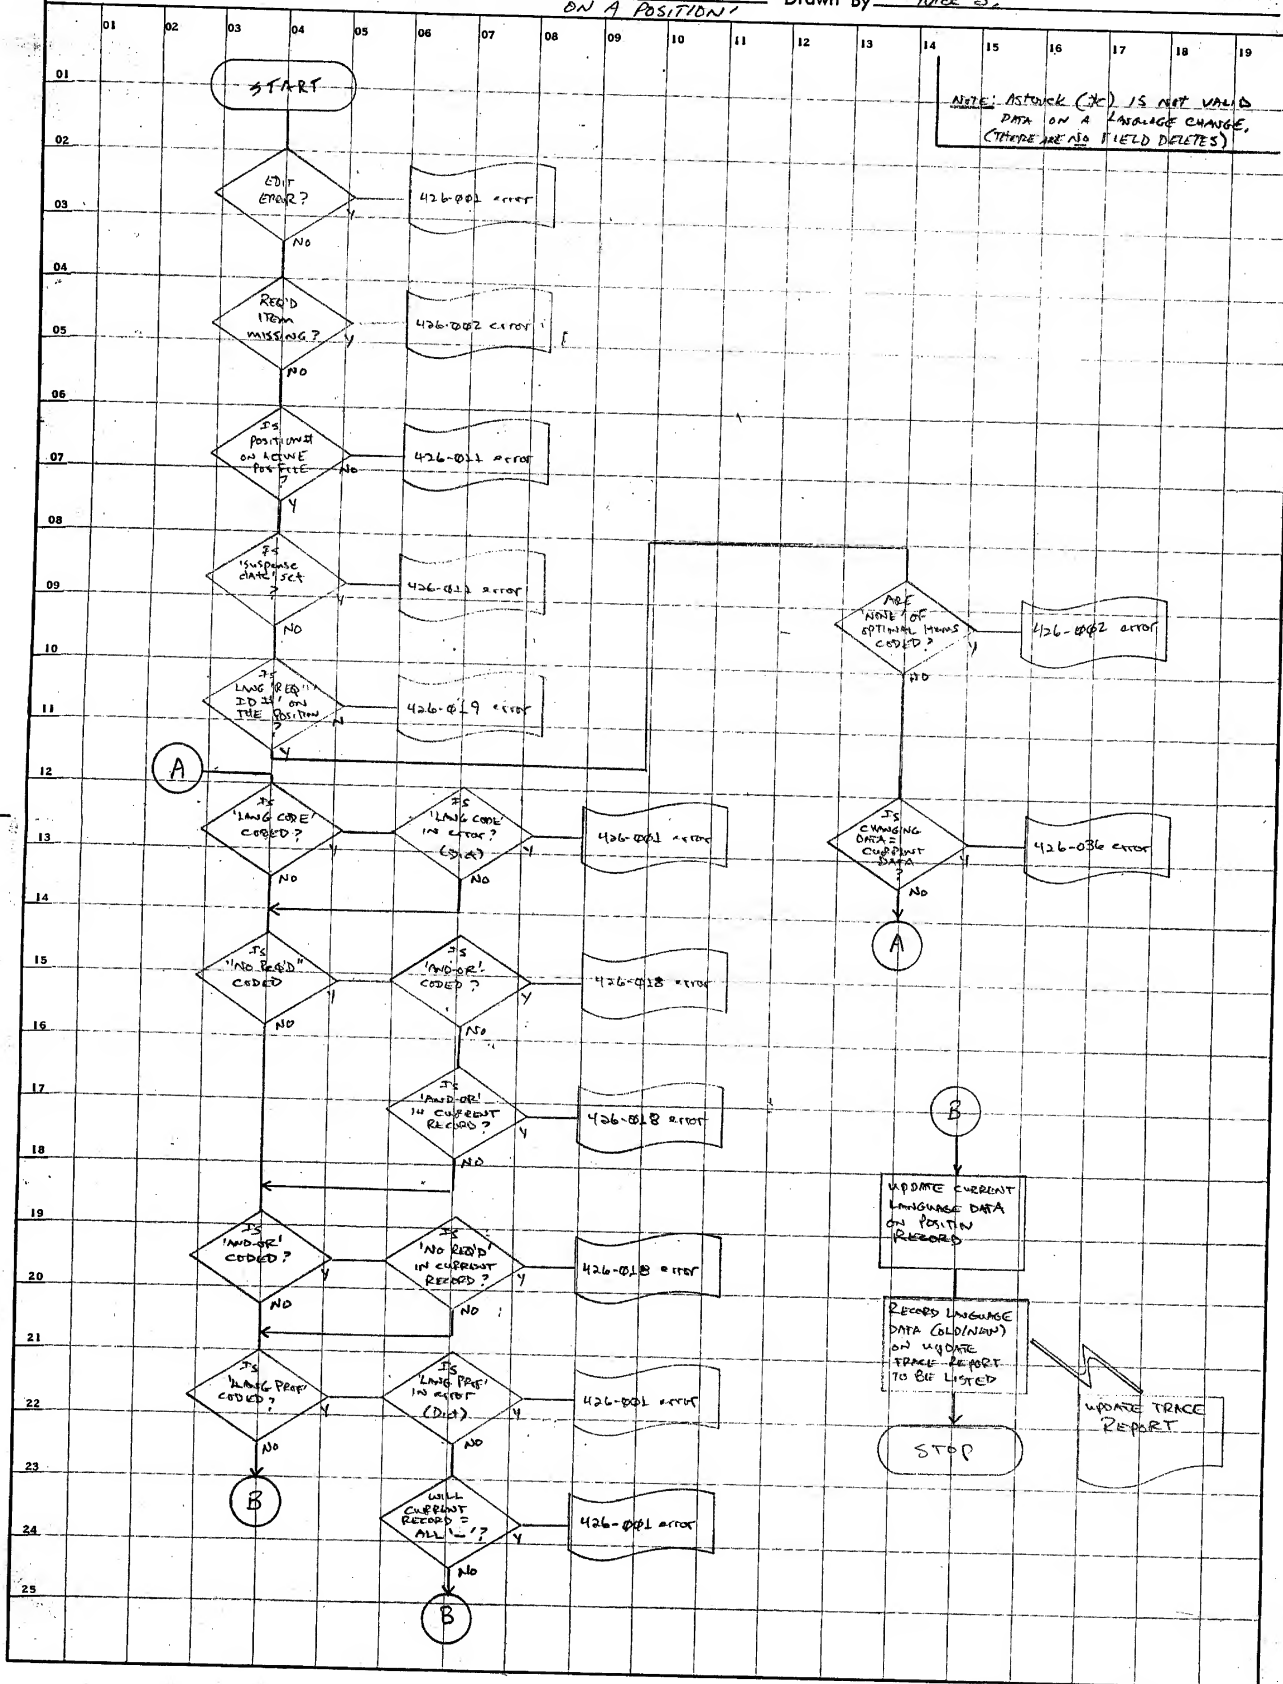 ON A POSITION'
Drawn By
01 02 03 04 05 06 07 08 09 10 11 12 13 14 15 16 17 18 19
01
START
NOTE: ASTERICK (*) IS NOT VALID
DATA ON A LANGUAGE CHANGE.
(THERE ARE NO FIELD DELETES)
02
EDIT
ERROR?
Y
426-001 error
NO
03
04
REQ'D
ITEM
MISSING?
Y
426-002 error
NO
05
06
IS
POSITION#
ON ACTIVE
POS FILE
?
NO
426-011 error
Y
07
08
IS
'suspense
date' set
?
Y
426-011 error
NO
09
ARE
'NONE' OF
OPTIONAL ITEMS
CODED?
Y
426-002 error
NO
10
IS
LANG 'REQ'
ID #' ON
THE POSITION
?
N
426-019 error
Y
11
12
A
IS
'LANG CODE'
CODED?
Y
NO
IS
'LANG CODE'
IN error?
(Dict)
Y
NO
426-001 error
IS
CHANGING
DATA =
CURRENT
DATA
?
Y
426-036 error
NO
A
13
14
15
IS
"NO REQ'D"
CODED
Y
NO
IS
'AND-OR'
CODED?
Y
NO
426-018 error
16
17
IS
'AND-OR'
IN CURRENT
RECORD?
Y
NO
426-018 error
B
18
UPDATE CURRENT
LANGUAGE DATA
ON POSITIN
RECORD
19
IS
'AND-OR'
CODED?
Y
NO
IS
'NO REQ'D'
IN CURRENT
RECORD?
Y
NO
426-018 error
20
RECORD LANGUAGE
DATA (OLD/NEW)
ON UPDATE
TRACE REPORT
TO BE LISTED
21
IS
'LANG PROF'
CODED?
Y
NO
IS
'LANG PROF'
IN error
(Dict)
Y
NO
426-001 error
UPDATE TRACE
REPORT
22
STOP
23
B
WILL
CURRENT
RECORD =
ALL '-'?
Y
NO
426-001 error
24
25
B